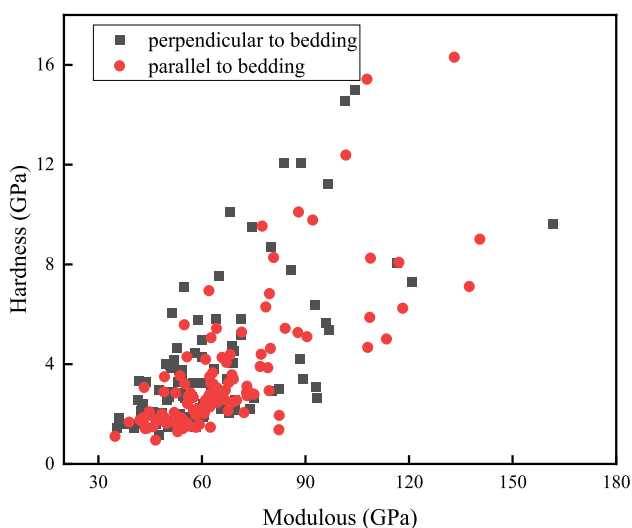 perpendicular to bedding
parallel to bedding
16
12
8
4
0
Hardness (GPa)
30 60 90 120 150 180
Modulous (GPa)